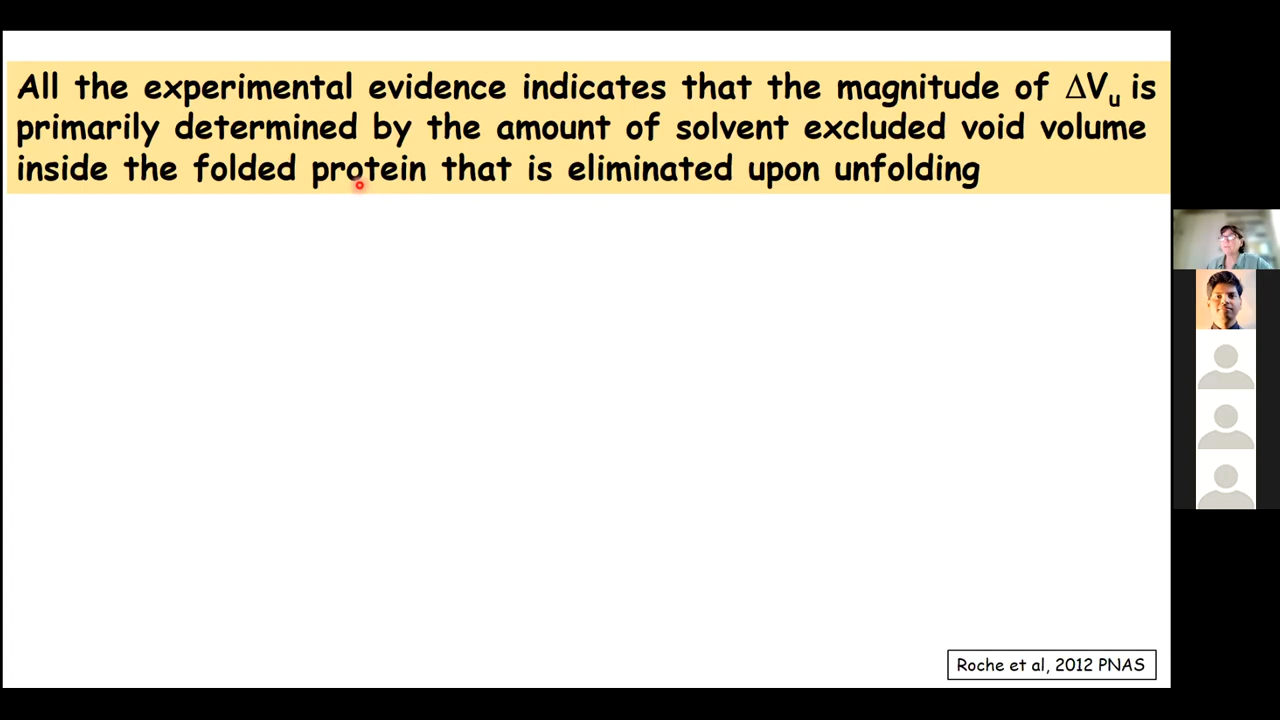 All the experimental evidence indicates that the magnitude of ΔVu is
primarily determined by the amount of solvent excluded void volume
inside the folded protein that is eliminated upon unfolding
Roche et al, 2012 PNAS